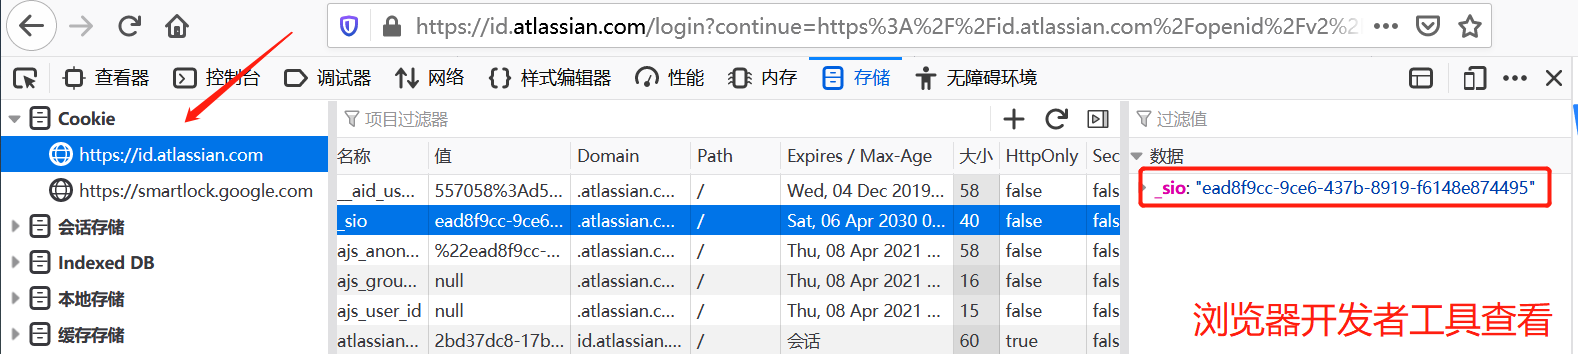 https://id.atlassian.com/login?continue=https%3A%2F%2Fid.atlassian.com%2Fopenid%2Fv2%2
查看器 控制台 调试器 网络 样式编辑器 性能 内存 存储 无障碍环境
Cookie
https://id.atlassian.com
https://smartlock.google.com
会话存储
Indexed DB
本地存储
缓存存储
项目过滤器
名称 值 Domain Path Expires / Max-Age 大小 HttpOnly Sec
__aid_us... 557058%3Ad5... .atlassian.c... / Wed, 04 Dec 2019... 58 false fals
_sio ead8f9cc-9ce6... .atlassian.c... / Sat, 06 Apr 2030 0... 40 false fals
ajs_anon... %22ead8f9cc-... .atlassian.c... / Thu, 08 Apr 2021 ... 58 false fals
ajs_grou... null .atlassian.c... / Thu, 08 Apr 2021 ... 16 false fals
ajs_user_id null .atlassian.c... / Thu, 08 Apr 2021 ... 15 false fals
atlassian... 2bd37dc8-17b... id.atlassian... / 会话 60 true fals
过滤值
数据
_sio: "ead8f9cc-9ce6-437b-8919-f6148e874495"
浏览器开发者工具查看